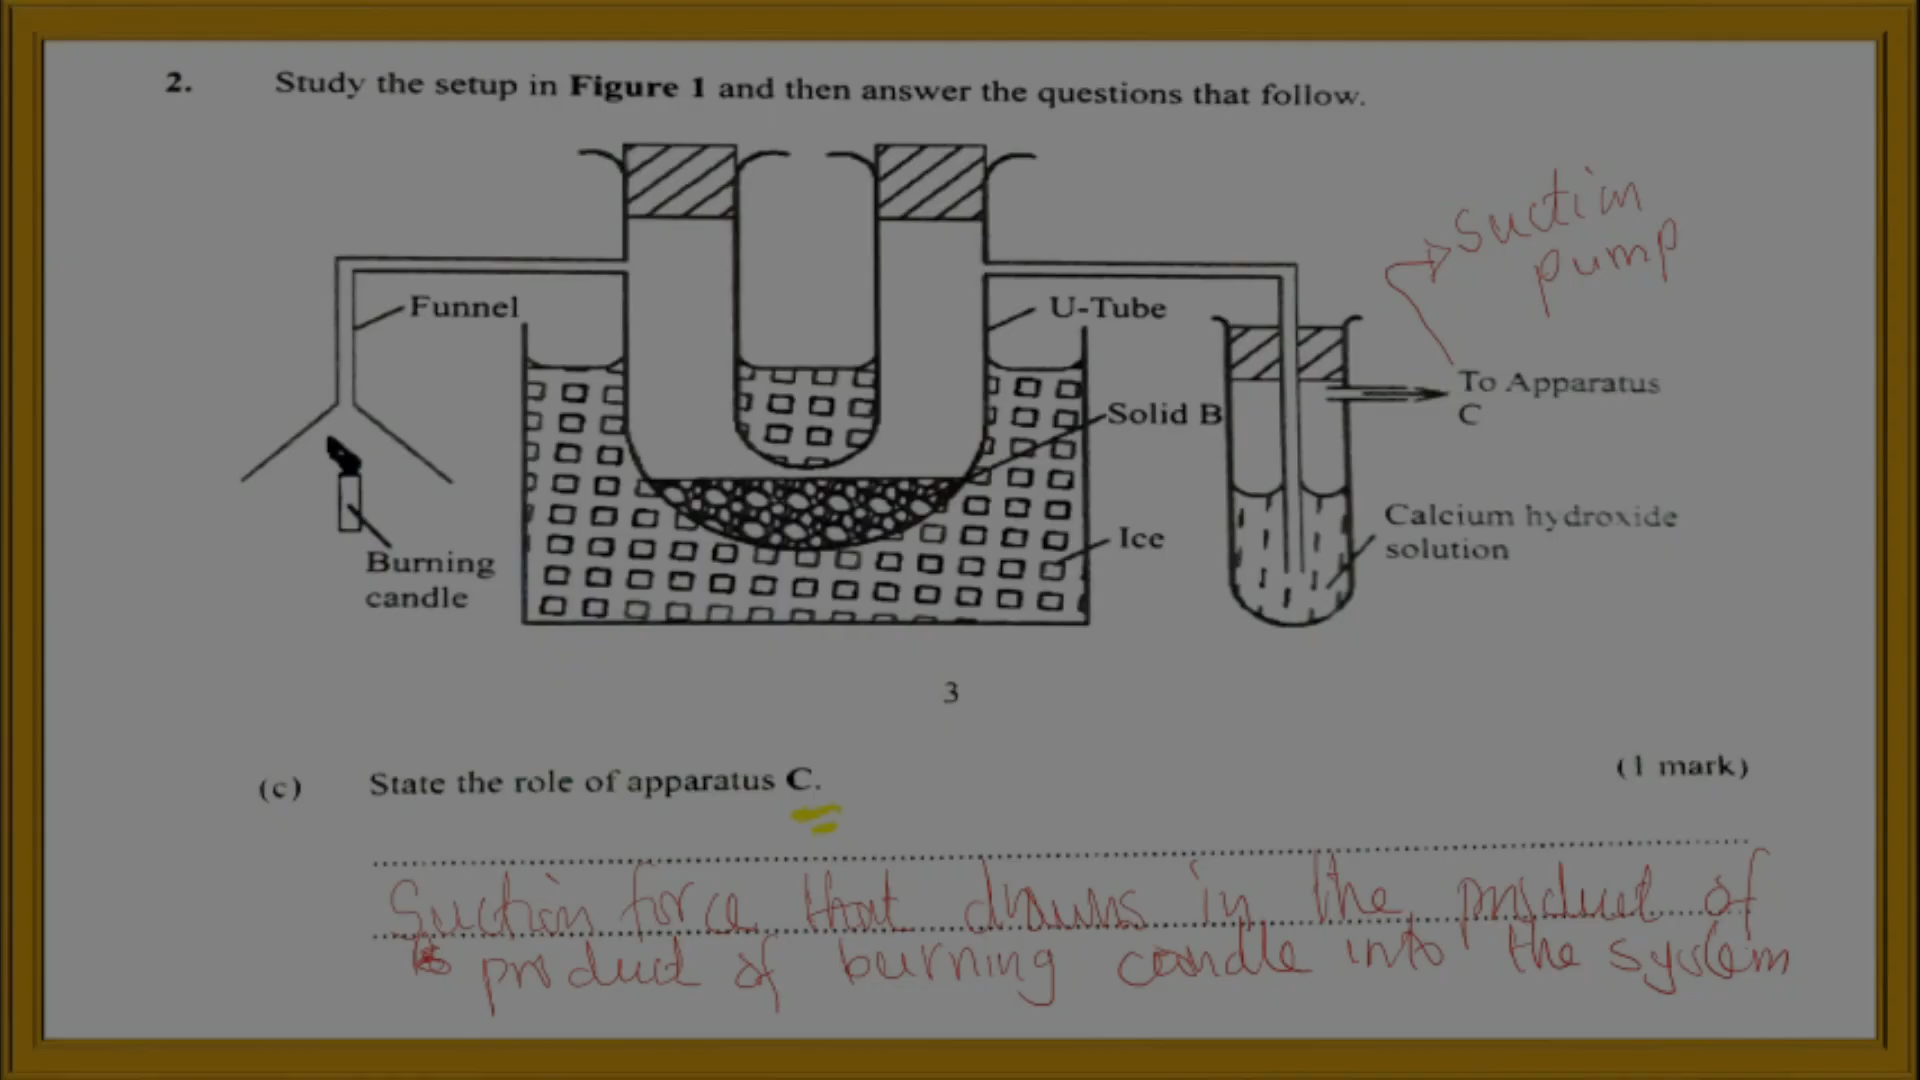 2. Study the setup in Figure 1 and then answer the questions that follow.
suction
pump
Funnel
U-Tube
To Apparatus
C
Solid B
Calcium hydroxide
solution
Ice
Burning
candle
3
(c) State the role of apparatus C. (1 mark)
Suction force that draws in the product of
product of burning candle into the system